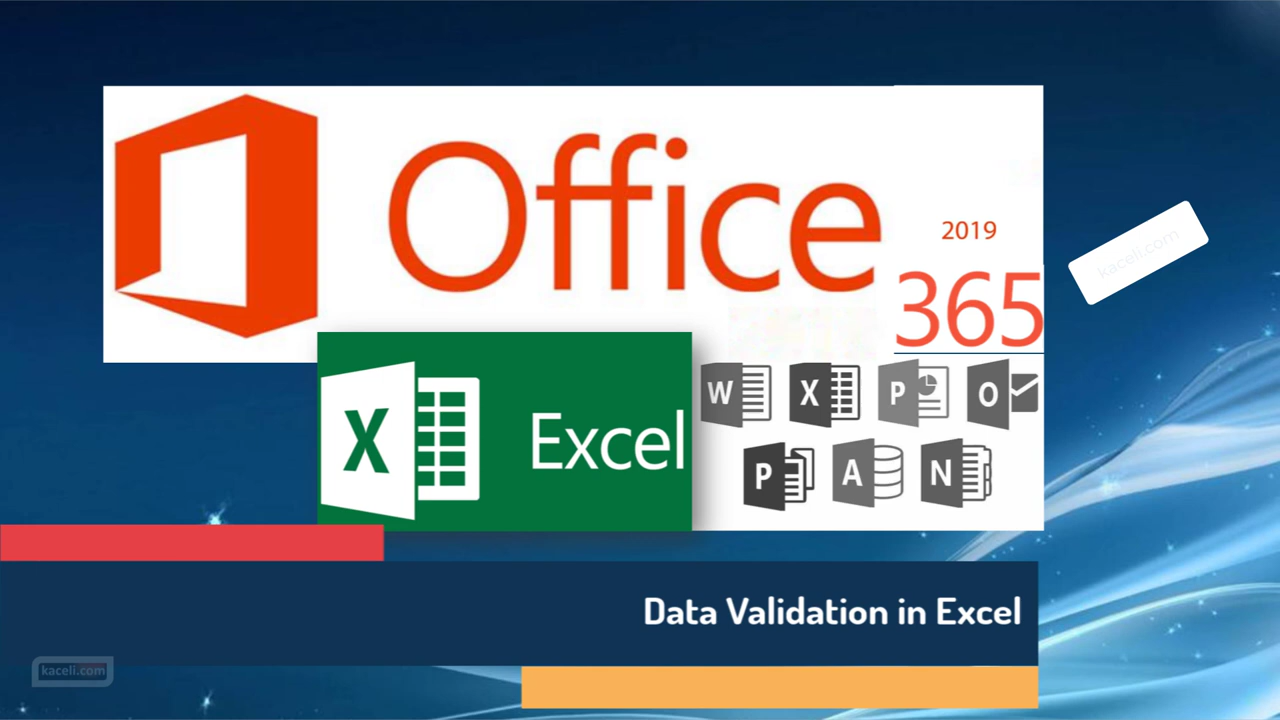 Office
2019
365
kaceli.com
X Excel
W X P O
P A N
Data Validation in Excel
kaceli.com